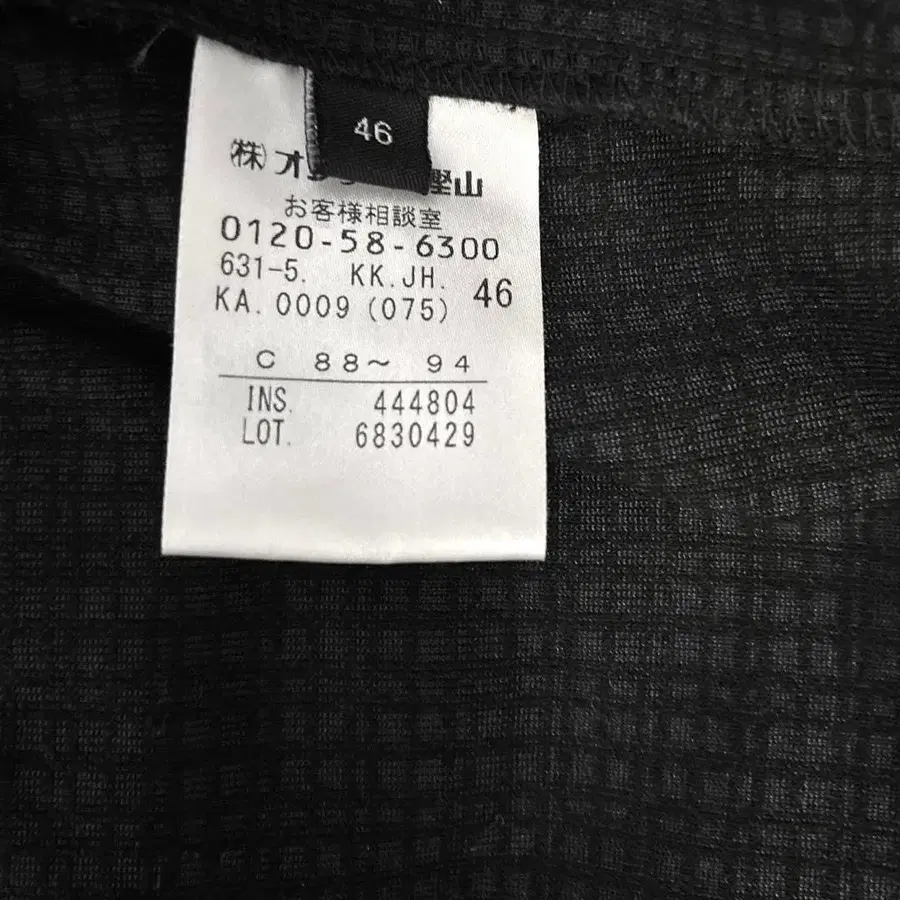 46
㈱オ 樫山
お客様相談室
0120-58-6300
631-5. KK.JH. 46
KA.0009 (075)
C 88～ 94
INS. 444804
LOT. 6830429